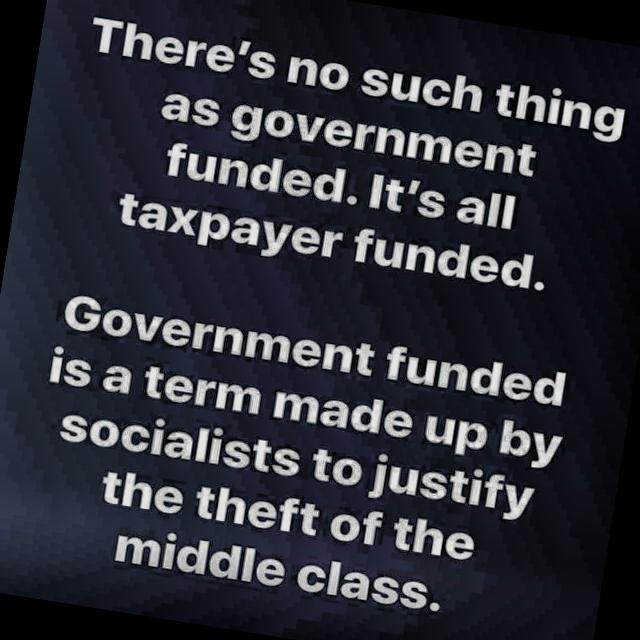 There’s no such thing
as government
funded. It’s all
taxpayer funded.
Government funded
is a term made up by
socialists to justify
the theft of the
middle class.